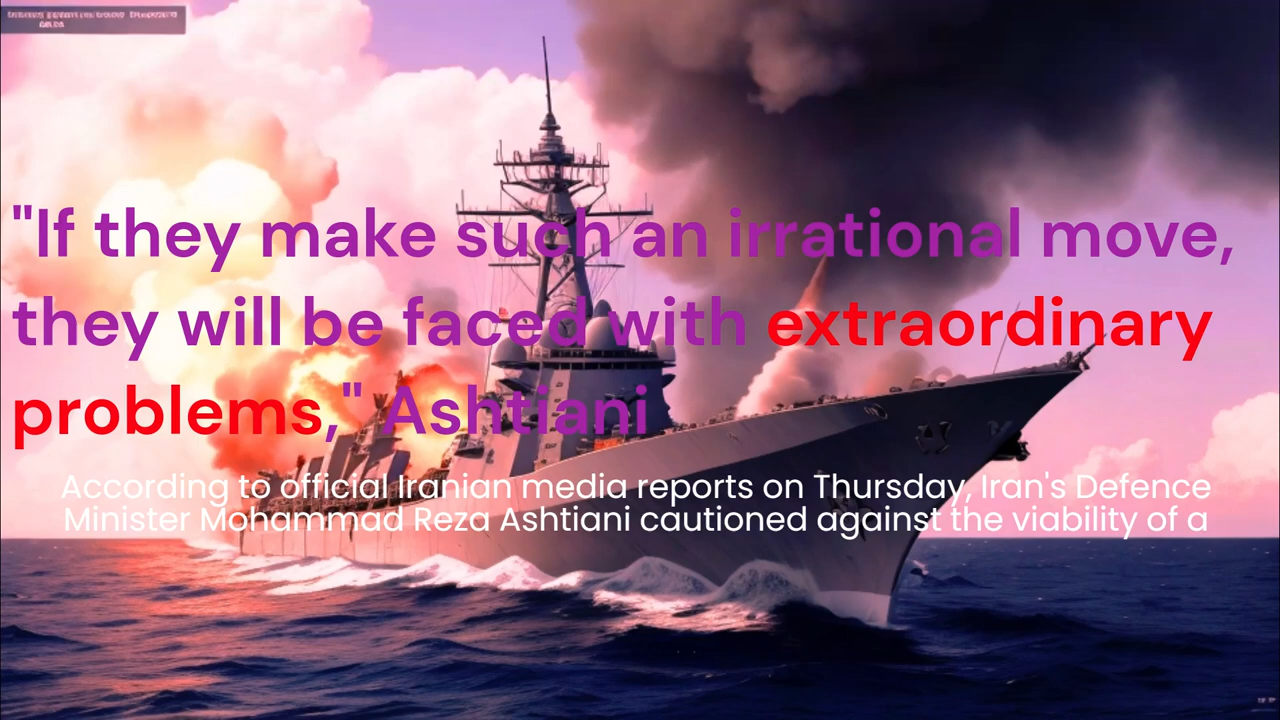 "If they make such an irrational move,
they will be faced with extraordinary
problems," Ashtiani
According to official Iranian media reports on Thursday, Iran's Defence
Minister Mohammad Reza Ashtiani cautioned against the viability of a